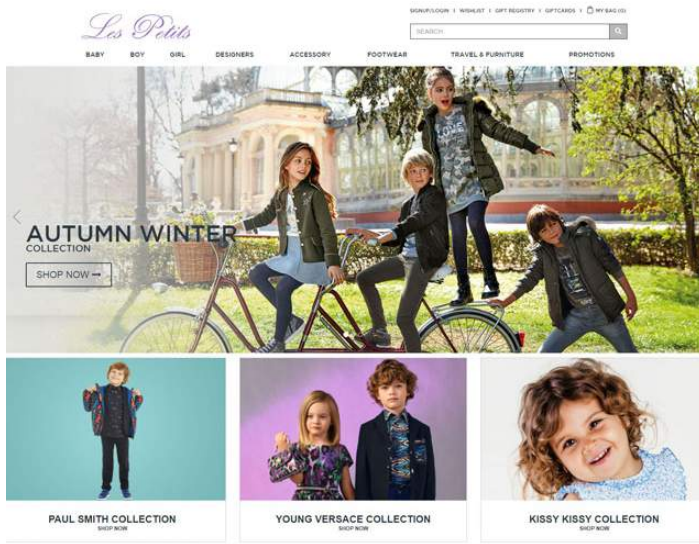 SIGNUP/LOGIN | WISHLIST | GIFT REGISTRY | GIFTCARDS | MY BAG (0)
Les Petits
SEARCH
BABY BOY GIRL DESIGNERS ACCESSORY FOOTWEAR TRAVEL & FURNITURE PROMOTIONS
AUTUMN WINTER
COLLECTION
SHOP NOW
PAUL SMITH COLLECTION
SHOP NOW
YOUNG VERSACE COLLECTION
SHOP NOW
KISSY KISSY COLLECTION
SHOP NOW